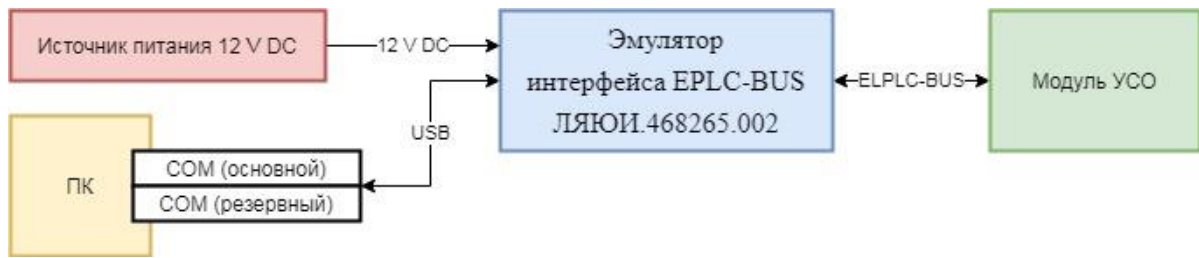 Источник питания 12 V DC
12 V DC
Эмулятор
интерфейса EPLC-BUS
ЛЯЮИ.468265.002
ELPLC-BUS
Модуль УСО
USB
ПК
COM (основной)
COM (резервный)